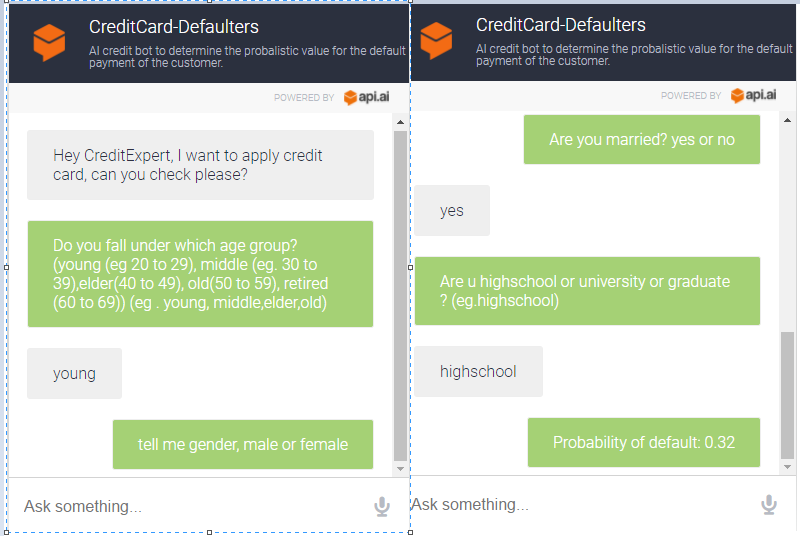 CreditCard-Defaulters
AI credit bot to determine the probalistic value for the default
payment of the customer.
POWERED BY api.ai
Hey CreditExpert, I want to apply credit
card, can you check please?
Do you fall under which age group?
(young (eg 20 to 29), middle (eg. 30 to
39),elder(40 to 49), old(50 to 59), retired
(60 to 69)) (eg . young, middle,elder,old)
young
tell me gender, male or female
Ask something...
CreditCard-Defaulters
AI credit bot to determine the probalistic value for the default
payment of the customer.
POWERED BY api.ai
Are you married? yes or no
yes
Are u highschool or university or graduate
? (eg.highschool)
highschool
Probability of default: 0.32
Ask something...